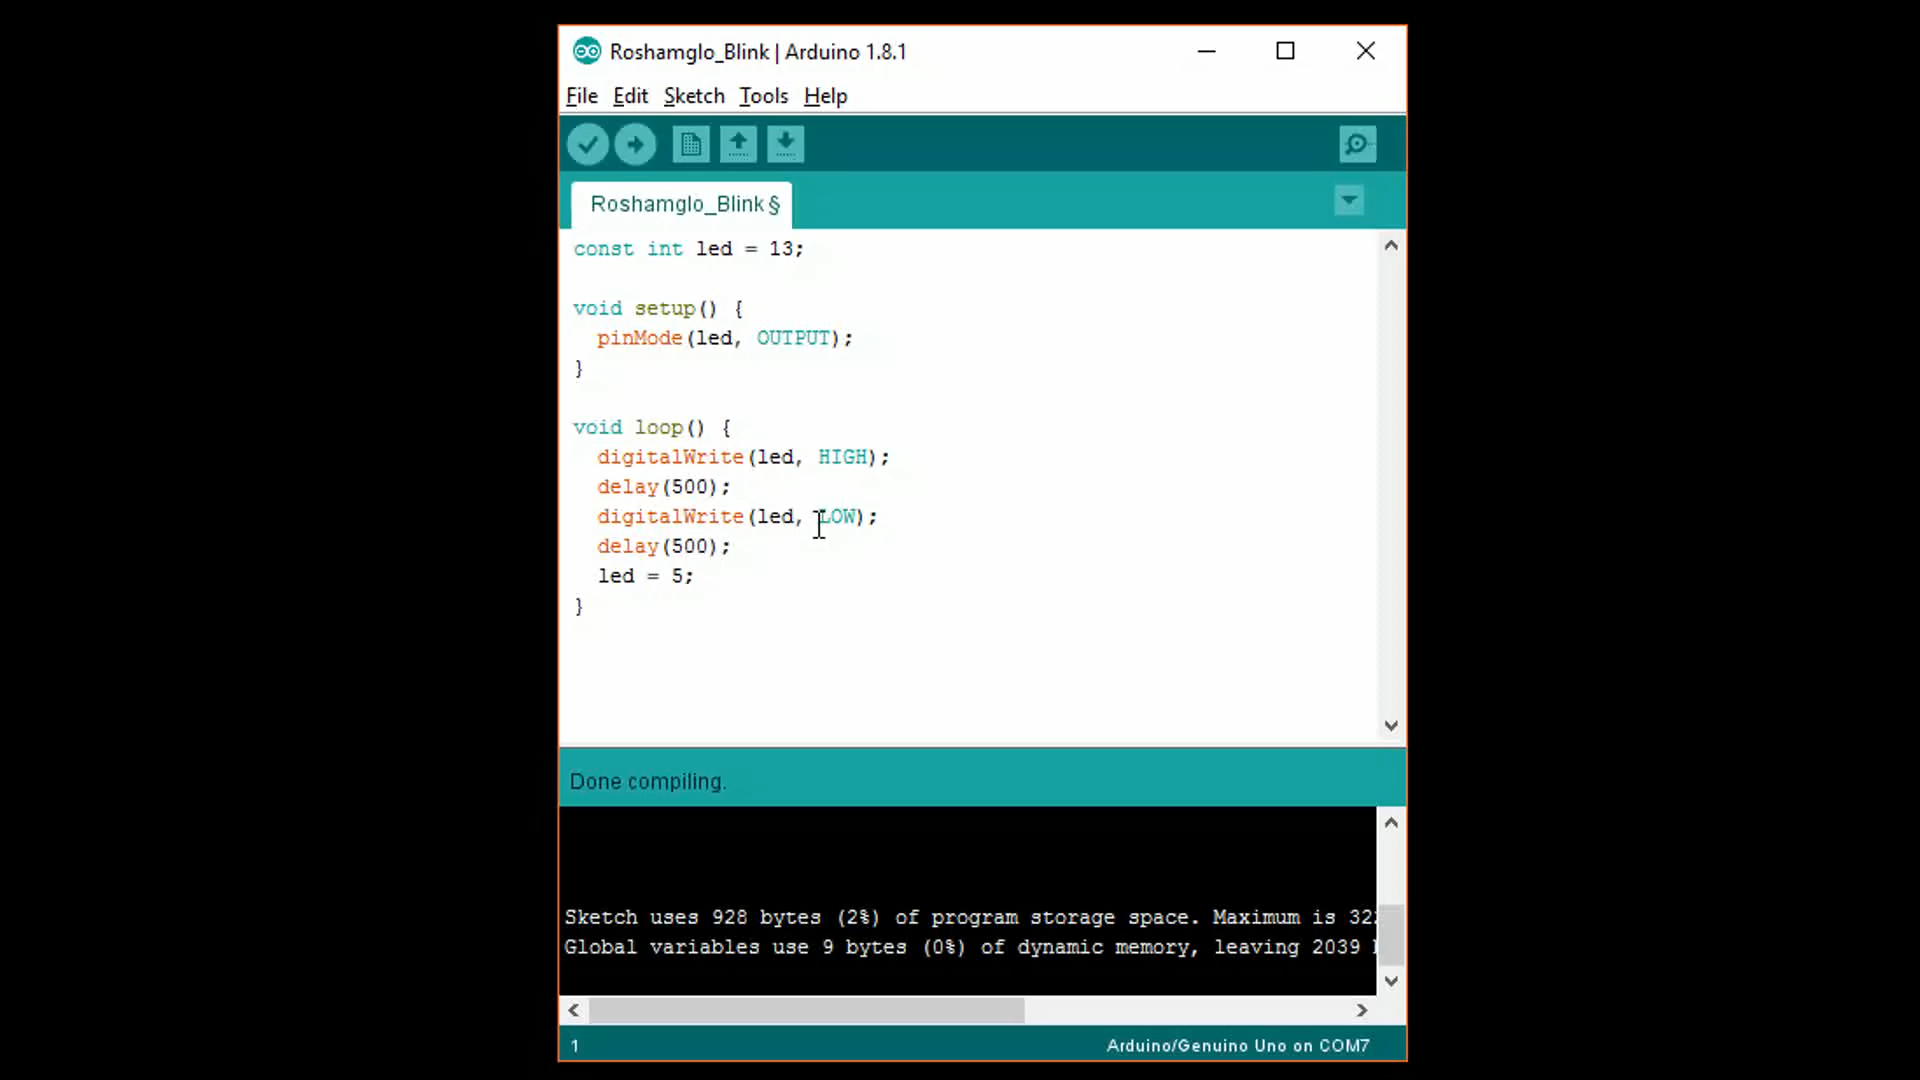 Roshamglo_Blink | Arduino 1.8.1
File Edit Sketch Tools Help
Roshamglo_Blink §
const int led = 13;
void setup() {
  pinMode(led, OUTPUT);
}
void loop() {
  digitalWrite(led, HIGH);
  delay(500);
  digitalWrite(led, LOW);
  delay(500);
  led = 5;
}
Done compiling.
Sketch uses 928 bytes (2%) of program storage space. Maximum is
Global variables use 9 bytes (0%) of dynamic memory, leaving 2039
1 Arduino/Genuino Uno on COM7